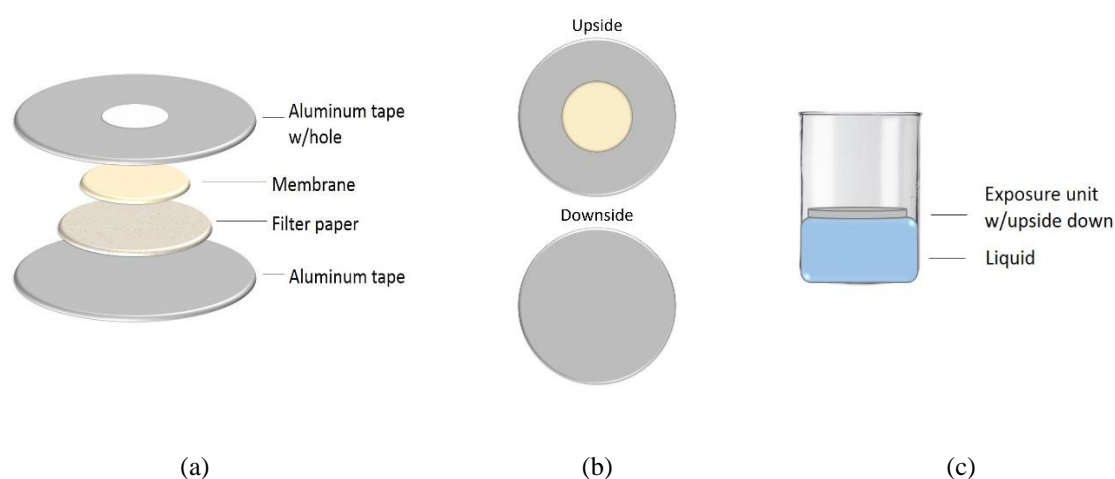 Aluminum tape
w/hole
Membrane
Filter paper
Aluminum tape
Upside
Downside
Exposure unit
w/upside down
Liquid
(a)
(b)
(c)